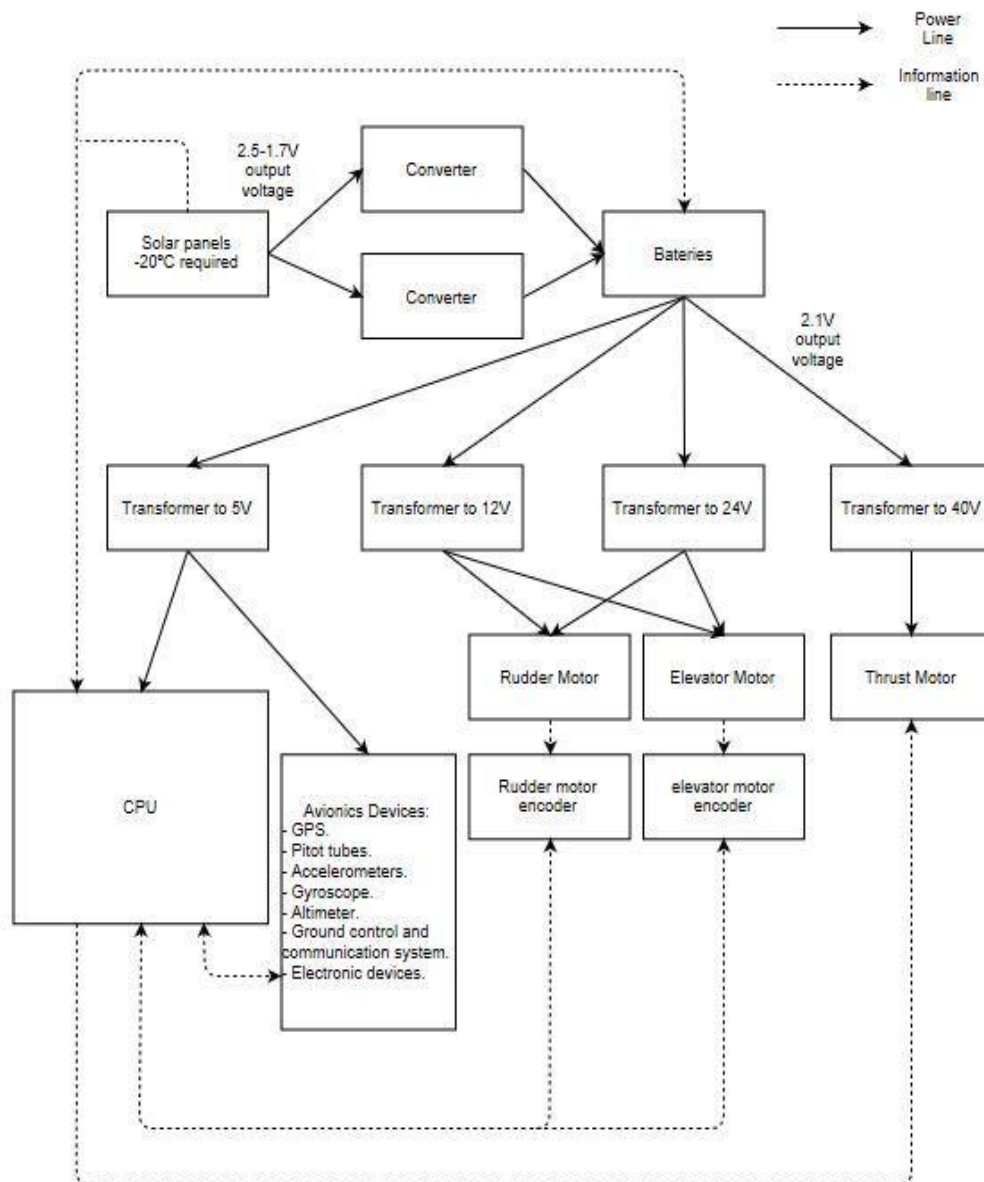 Power
Line
Information
line
2.5-1.7V
output
voltage
Converter
Solar panels
-20°C required
Converter
Bateries
2.1V
output
voltage
Transformer to 5V
Transformer to 12V
Transformer to 24V
Transformer to 40V
Rudder Motor
Elevator Motor
Thrust Motor
CPU
Avionics Devices:
- GPS.
- Pitot tubes.
- Accelerometers.
- Gyroscope.
- Altimeter.
- Ground control and
communication system.
- Electronic devices.
Rudder motor
encoder
elevator motor
encoder